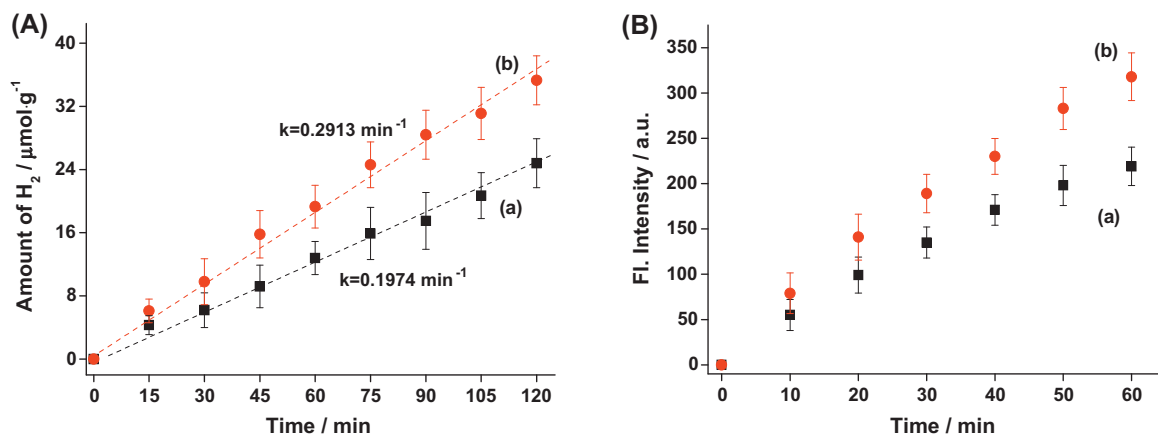 (A)
40
32
24
16
8
0
Amount of H₂ / μmol·g⁻¹
(b)
k=0.2913 min⁻¹
(a)
k=0.1974 min⁻¹
0 15 30 45 60 75 90 105 120
Time / min
(B)
350
300
250
200
150
100
50
0
Fl. Intensity / a.u.
(b)
(a)
0 10 20 30 40 50 60
Time / min